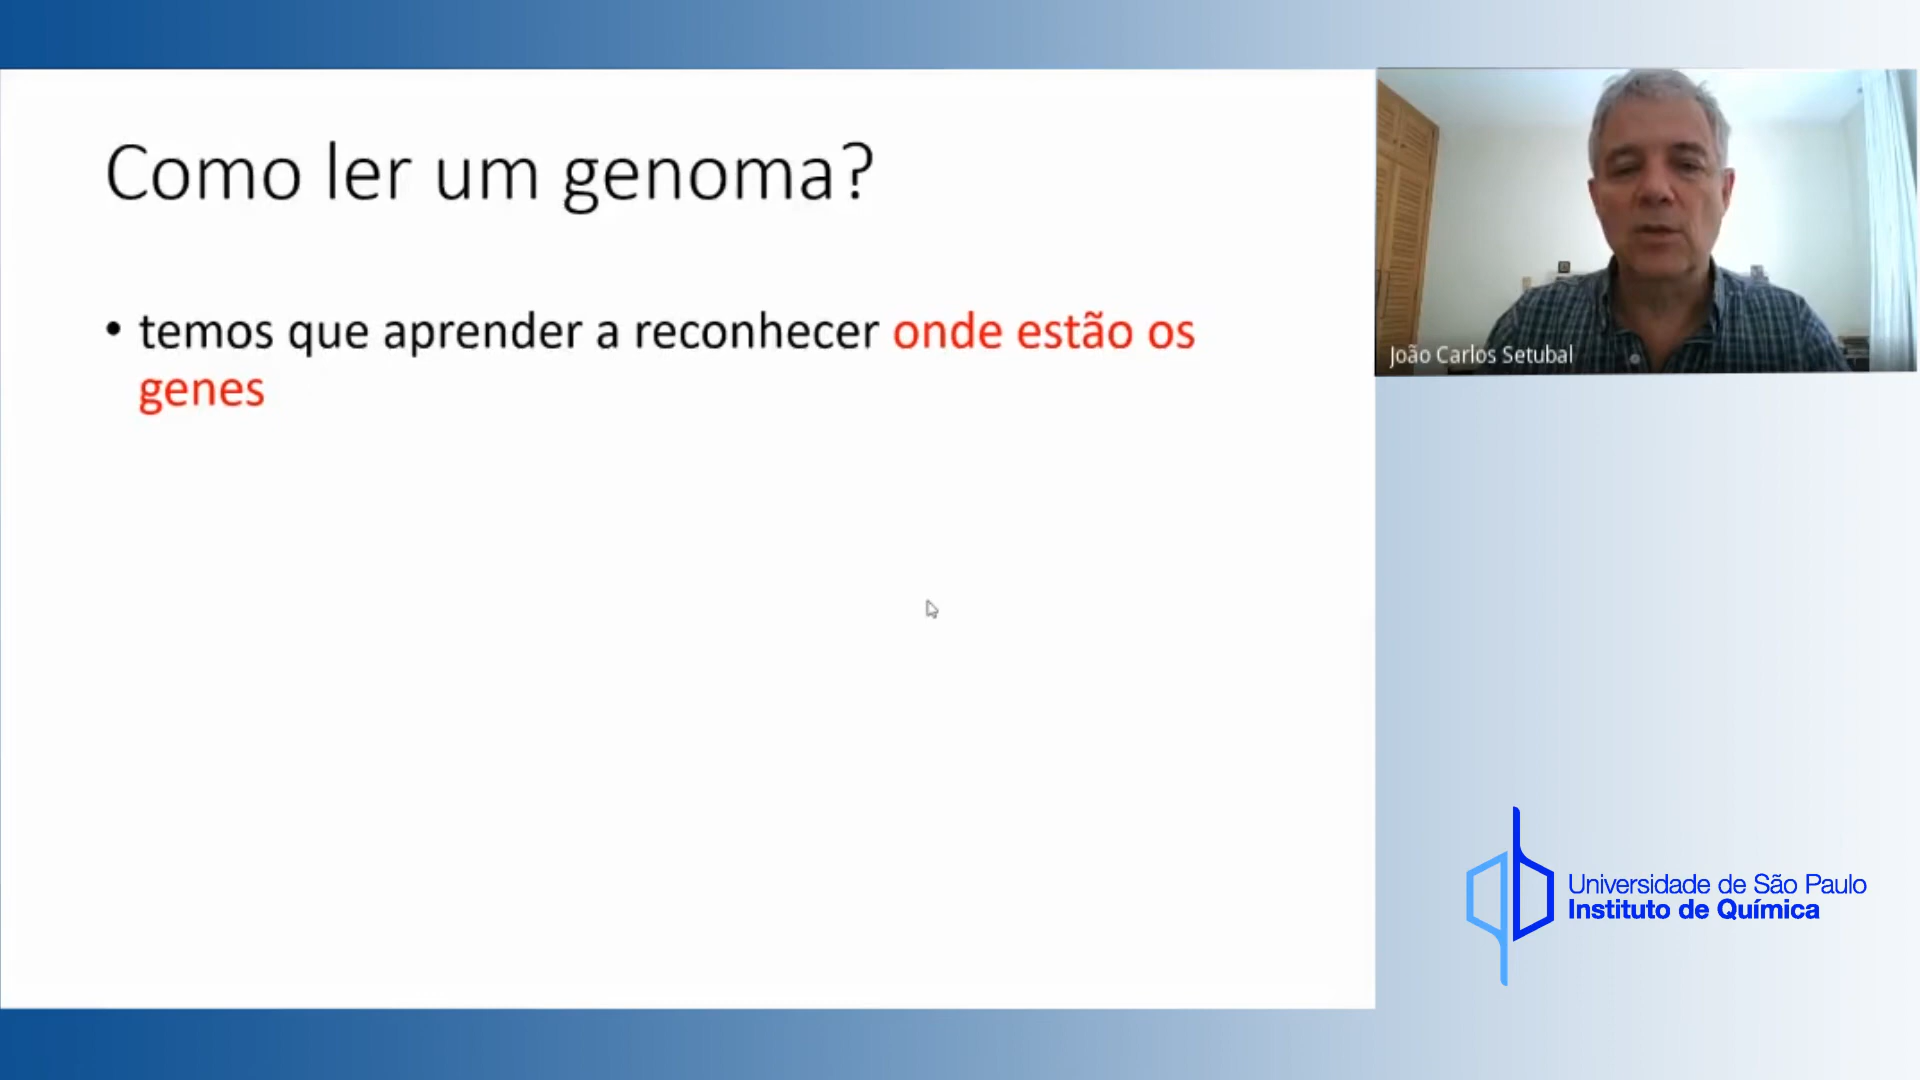 Como ler um genoma?
• temos que aprender a reconhecer onde estão os
genes
João Carlos Setubal
Universidade de São Paulo
Instituto de Química